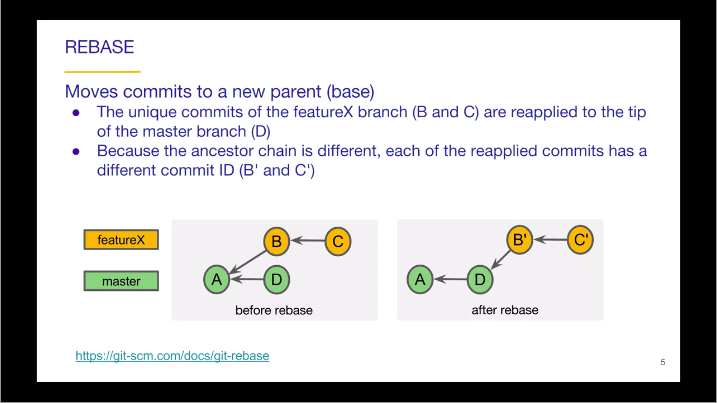 REBASE
Moves commits to a new parent (base)
● The unique commits of the featureX branch (B and C) are reapplied to the tip
of the master branch (D)
● Because the ancestor chain is different, each of the reapplied commits has a
different commit ID (B' and C')
featureX
B C
B' C'
master
A D
A D
before rebase
after rebase
https://git-scm.com/docs/git-rebase
5